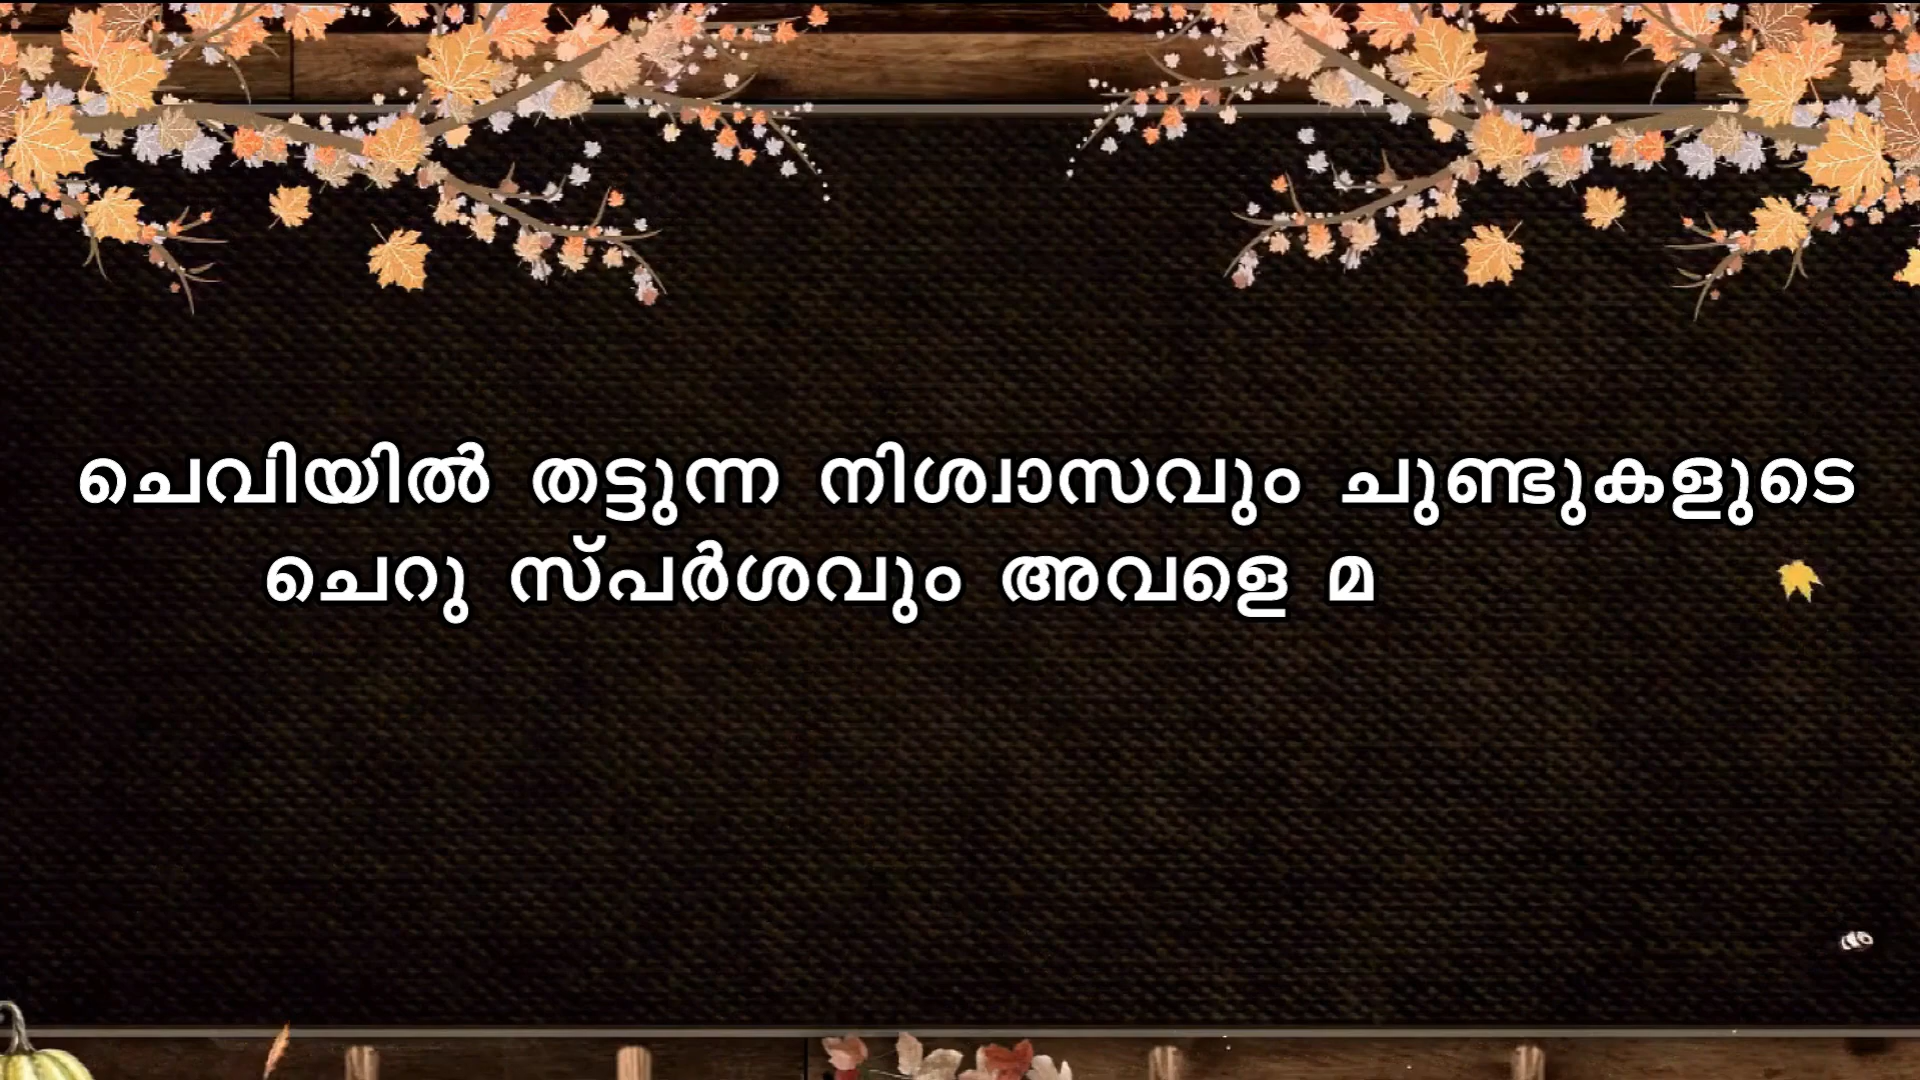 ചെവിയിൽ തട്ടുന്ന നിശ്വാസവും ചുണ്ടുകളുടെ
ചെറു സ്പർശവും അവളെ മ